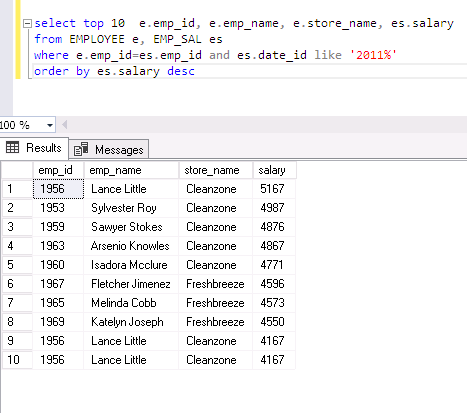 select top 10  e.emp_id, e.emp_name, e.store_name, es.salary
from EMPLOYEE e, EMP_SAL es
where e.emp_id=es.emp_id and es.date_id like '2011%'
order by es.salary desc
100 %
Results Messages
emp_id emp_name store_name salary
1 1956 Lance Little Cleanzone 5167
2 1953 Sylvester Roy Cleanzone 4987
3 1959 Sawyer Stokes Cleanzone 4876
4 1963 Arsenio Knowles Cleanzone 4867
5 1960 Isadora Mcclure Cleanzone 4771
6 1967 Fletcher Jimenez Freshbreeze 4596
7 1965 Melinda Cobb Freshbreeze 4573
8 1969 Katelyn Joseph Freshbreeze 4550
9 1956 Lance Little Cleanzone 4167
10 1956 Lance Little Cleanzone 4167